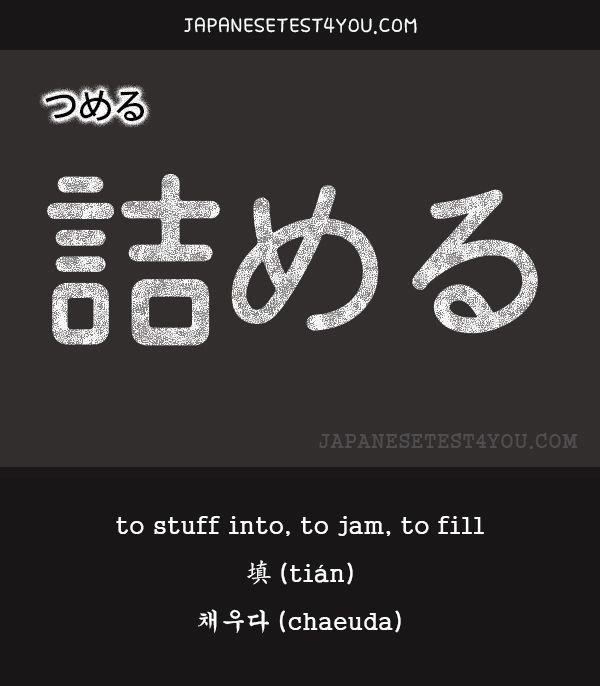 JAPANESETEST4YOU.COM
つめる
詰める
JAPANESETEST4YOU.COM
to stuff into, to jam, to fill
填 (tián)
채우다 (chaeuda)